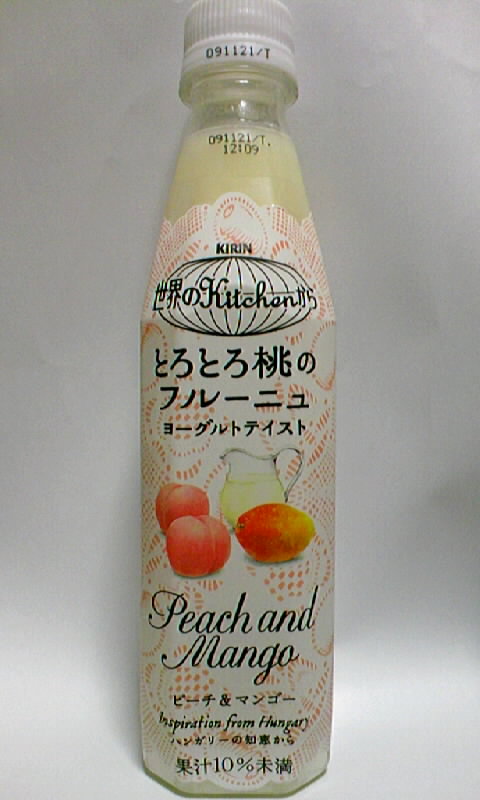 091121/T
091121/T.
12:09
KIRIN
世界のKitchenから
とろとろ桃の
フルーニュ
ヨーグルトテイスト
Peach and
Mango
ピーチ&マンゴー
Inspiration from Hungary
ハンガリーの知恵から
果汁10%未満